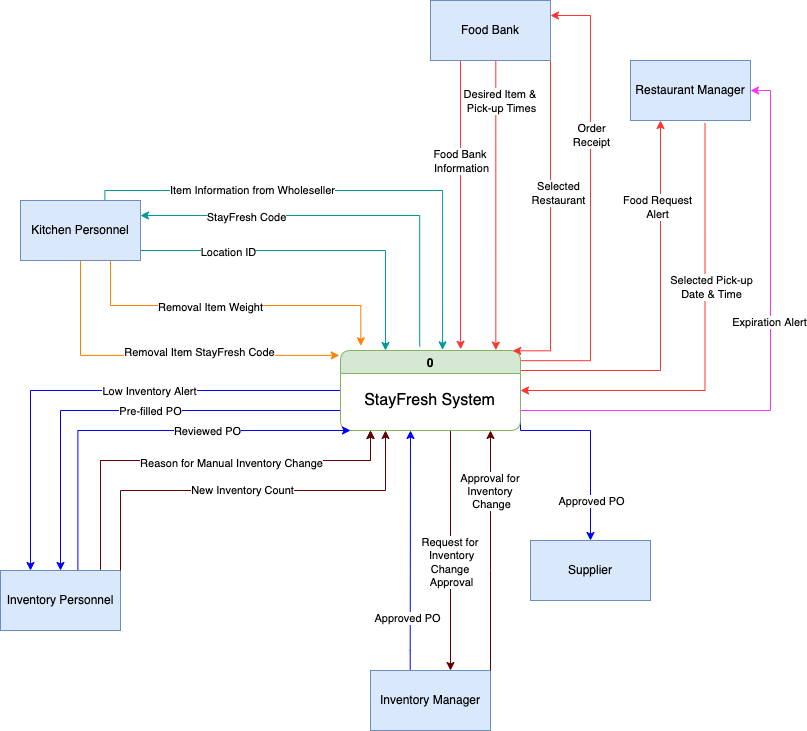 Food Bank
Restaurant Manager
Desired Item &
Pick-up Times
Order
Receipt
Food Bank
Information
Selected
Restaurant
Item Information from Wholeseller
Food Request
Alert
StayFresh Code
Kitchen Personnel
Location ID
Selected Pick-up
Date & Time
Removal Item Weight
Expiration Alert
Removal Item StayFresh Code
0
StayFresh System
Low Inventory Alert
Pre-filled PO
Reviewed PO
Reason for Manual Inventory Change
New Inventory Count
Approval for
Inventory
Change
Approved PO
Request for
Inventory
Change
Approval
Supplier
Inventory Personnel
Approved PO
Inventory Manager